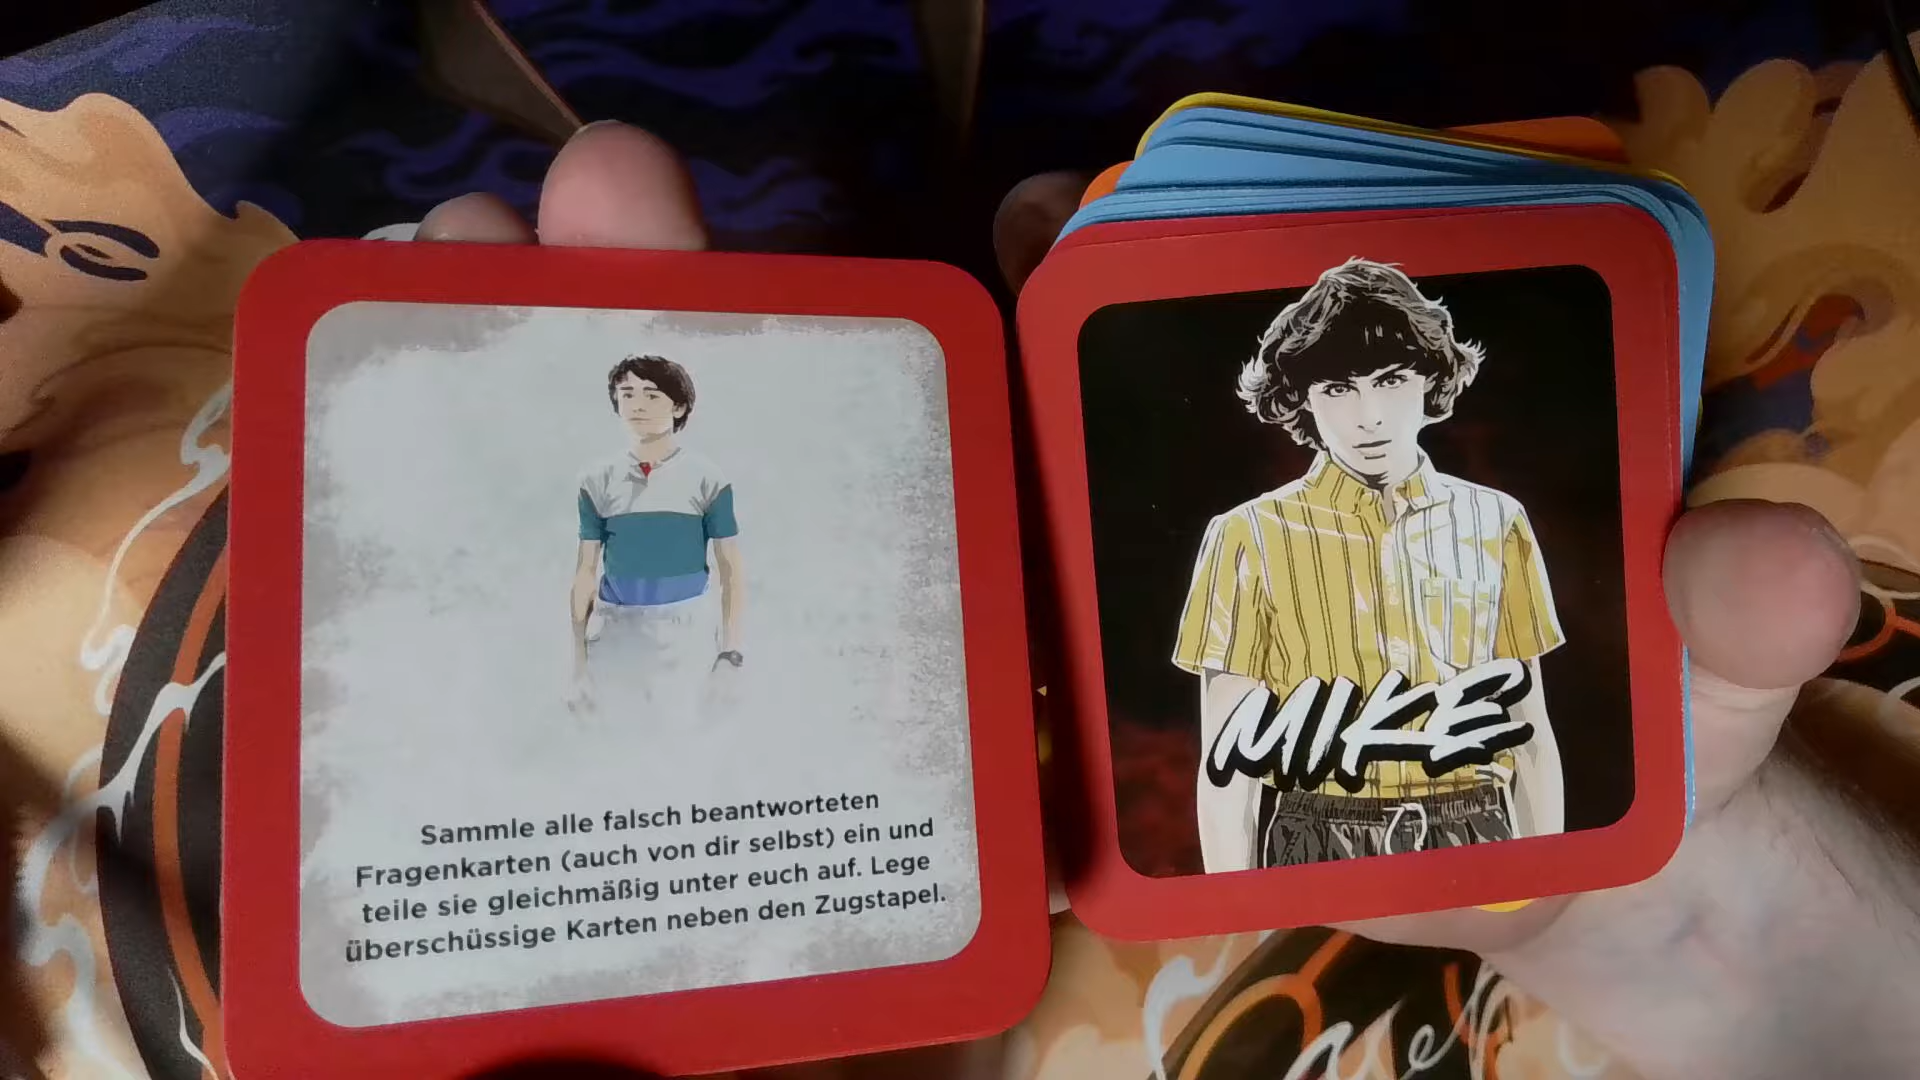 Sammle alle falsch beantworteten
Fragenkarten (auch von dir selbst) ein und
teile sie gleichmäßig unter euch auf. Lege
überschüssige Karten neben den Zugstapel.
MIKE